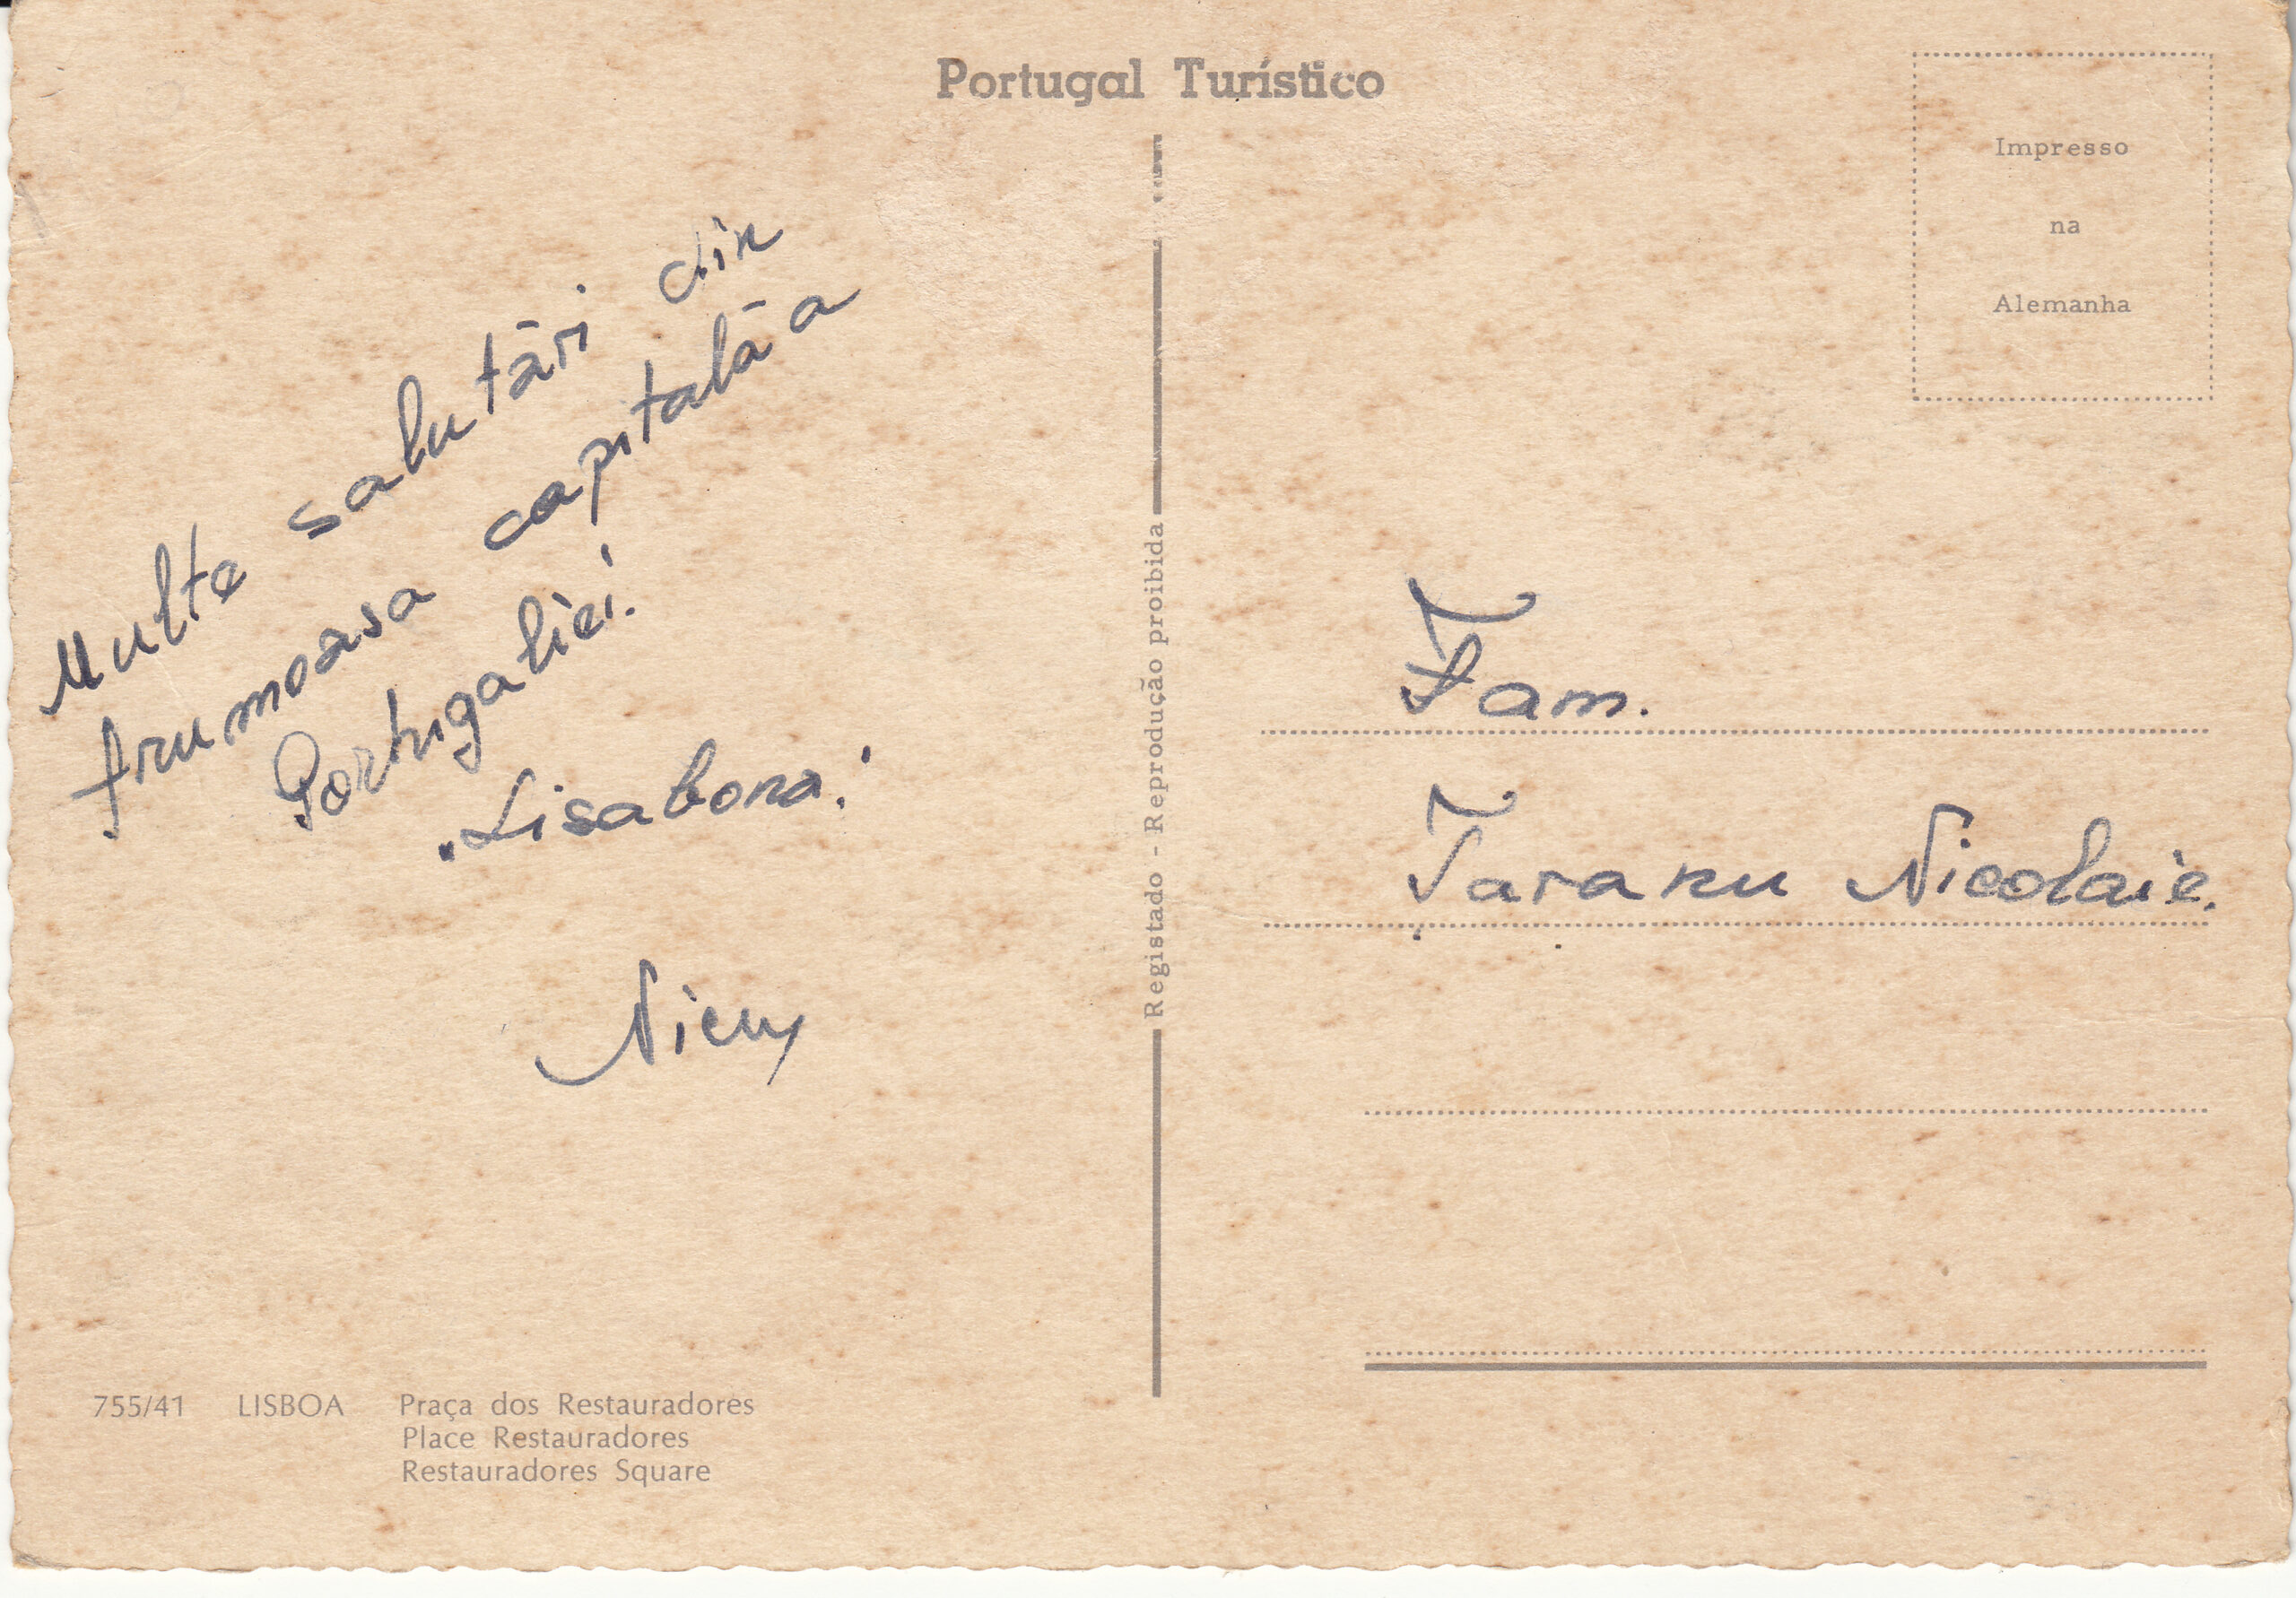 Portugal Turístico
Impresso
na
Alemanha
Multe salutări din
frumoasa capitală a
Portugaliei.
"Lisabona."
Nicu
Registado - Reprodução proibida
Fam.
Țaranu Nicolaie.
755/41 LISBOA Praça dos Restauradores
Place Restauradores
Restauradores Square